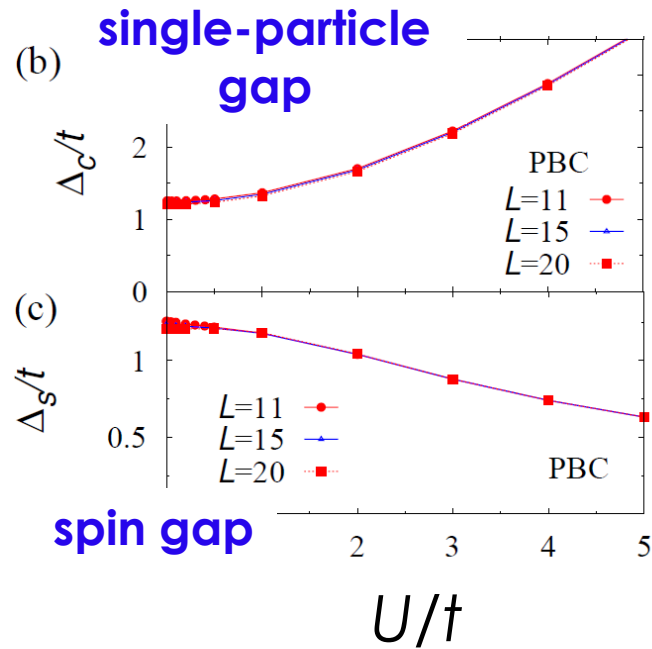 single-particle
gap
(b)
Δc/t
2
1
0
PBC
L=11
L=15
L=20
(c)
Δs/t
1
0.5
L=11
L=15
L=20
PBC
spin gap
2 3 4 5
U/t